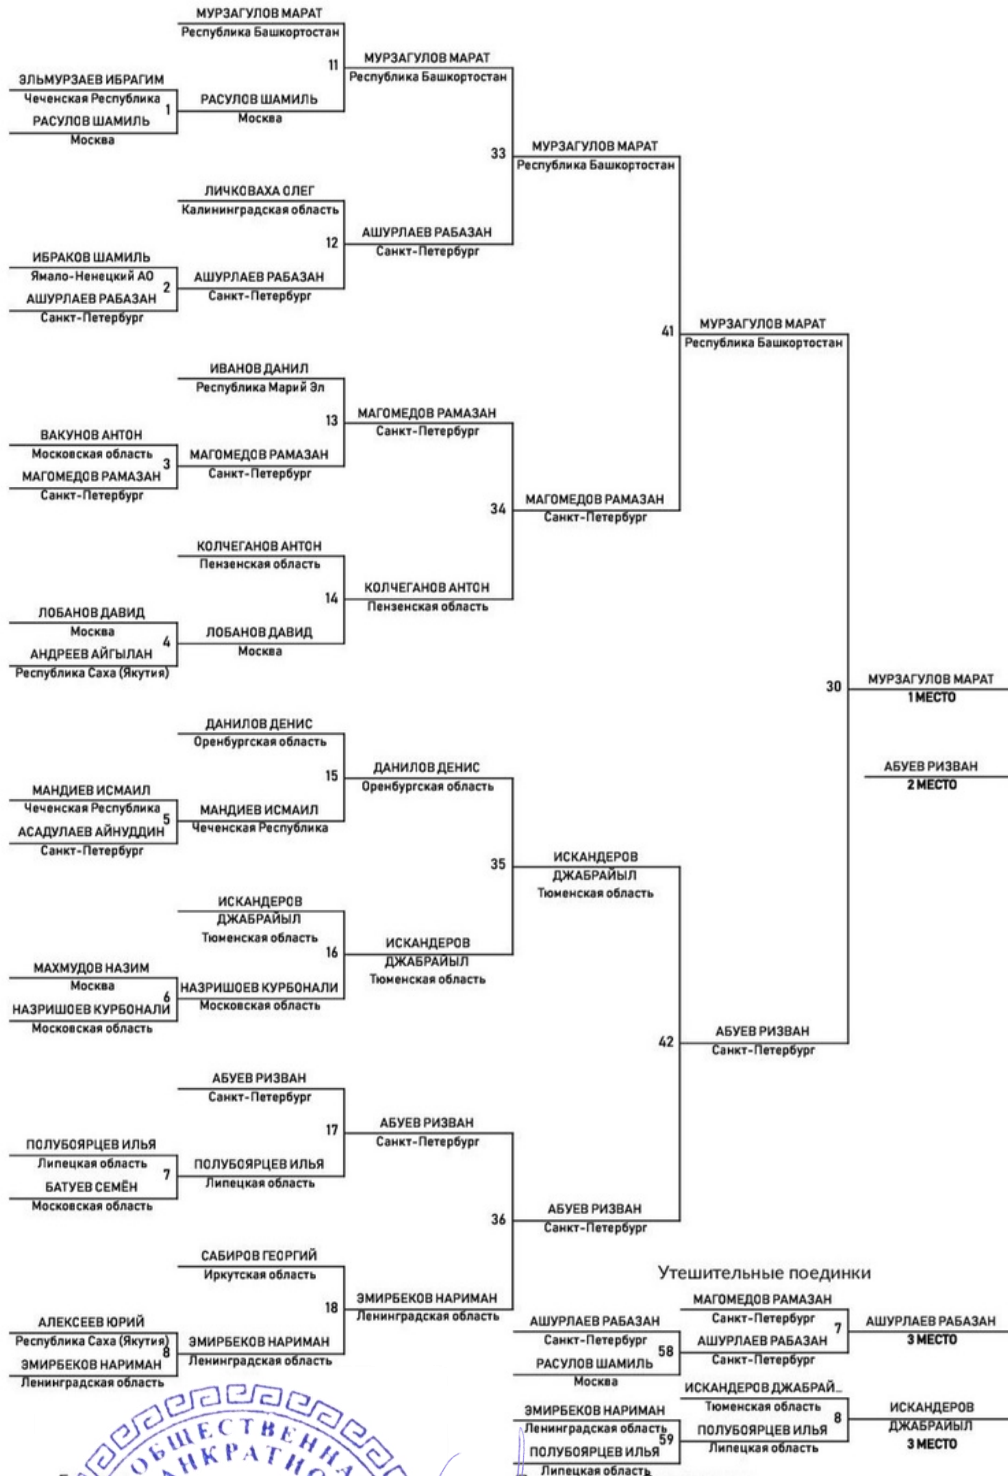 МУРЗАГУЛОВ МАРАТ
Республика Башкортостан
11
МУРЗАГУЛОВ МАРАТ
Республика Башкортостан
ЭЛЬМУРЗАЕВ ИБРАГИМ
Чеченская Республика
1
РАСУЛОВ ШАМИЛЬ
Москва
РАСУЛОВ ШАМИЛЬ
Москва
33
МУРЗАГУЛОВ МАРАТ
Республика Башкортостан
ЛИЧКОВАХА ОЛЕГ
Калининградская область
12
АШУРЛАЕВ РАБАЗАН
Санкт-Петербург
ИБРАКОВ ШАМИЛЬ
Ямало-Ненецкий АО
2
АШУРЛАЕВ РАБАЗАН
Санкт-Петербург
АШУРЛАЕВ РАБАЗАН
Санкт-Петербург
41
МУРЗАГУЛОВ МАРАТ
Республика Башкортостан
ИВАНОВ ДАНИЛ
Республика Марий Эл
13
МАГОМЕДОВ РАМАЗАН
Санкт-Петербург
ВАКУНОВ АНТОН
Московская область
3
МАГОМЕДОВ РАМАЗАН
Санкт-Петербург
МАГОМЕДОВ РАМАЗАН
Санкт-Петербург
34
МАГОМЕДОВ РАМАЗАН
Санкт-Петербург
КОЛЧЕГАНОВ АНТОН
Пензенская область
14
КОЛЧЕГАНОВ АНТОН
Пензенская область
ЛОБАНОВ ДАВИД
Москва
4
АНДРЕЕВ АЙГЫЛАН
Республика Саха (Якутия)
ЛОБАНОВ ДАВИД
Москва
30
МУРЗАГУЛОВ МАРАТ
1 МЕСТО
АБУЕВ РИЗВАН
2 МЕСТО
ДАНИЛОВ ДЕНИС
Оренбургская область
15
ДАНИЛОВ ДЕНИС
Оренбургская область
МАНДИЕВ ИСМАИЛ
Чеченская Республика
5
АСАДУЛАЕВ АЙНУДДИН
Санкт-Петербург
МАНДИЕВ ИСМАИЛ
Чеченская Республика
35
ИСКАНДЕРОВ
ДЖАБРАЙЫЛ
Тюменская область
ИСКАНДЕРОВ
ДЖАБРАЙЫЛ
Тюменская область
16
ИСКАНДЕРОВ
ДЖАБРАЙЫЛ
Тюменская область
МАХМУДОВ НАЗИМ
Москва
6
НАЗРИШОЕВ КУРБОНАЛИ
Московская область
НАЗРИШОЕВ КУРБОНАЛИ
Московская область
42
АБУЕВ РИЗВАН
Санкт-Петербург
АБУЕВ РИЗВАН
Санкт-Петербург
17
АБУЕВ РИЗВАН
Санкт-Петербург
ПОЛУБОЯРЦЕВ ИЛЬЯ
Липецкая область
7
БАТУЕВ СЕМЁН
Московская область
ПОЛУБОЯРЦЕВ ИЛЬЯ
Липецкая область
36
АБУЕВ РИЗВАН
Санкт-Петербург
САБИРОВ ГЕОРГИЙ
Иркутская область
18
ЭМИРБЕКОВ НАРИМАН
Ленинградская область
АЛЕКСЕЕВ ЮРИЙ
Республика Саха (Якутия)
8
ЭМИРБЕКОВ НАРИМАН
Ленинградская область
ЭМИРБЕКОВ НАРИМАН
Ленинградская область
Утешительные поединки
МАГОМЕДОВ РАМАЗАН
Санкт-Петербург
7
АШУРЛАЕВ РАБАЗАН
3 МЕСТО
АШУРЛАЕВ РАБАЗАН
Санкт-Петербург
58
РАСУЛОВ ШАМИЛЬ
Москва
АШУРЛАЕВ РАБАЗАН
Санкт-Петербург
ИСКАНДЕРОВ ДЖАБРАЙ...
Тюменская область
8
ИСКАНДЕРОВ
ДЖАБРАЙЫЛ
3 МЕСТО
ЭМИРБЕКОВ НАРИМАН
Ленинградская область
59
ПОЛУБОЯРЦЕВ ИЛЬЯ
Липецкая область
ПОЛУБОЯРЦЕВ ИЛЬЯ
Липецкая область
ОБЩЕСТВЕННА
АНКРАТИО